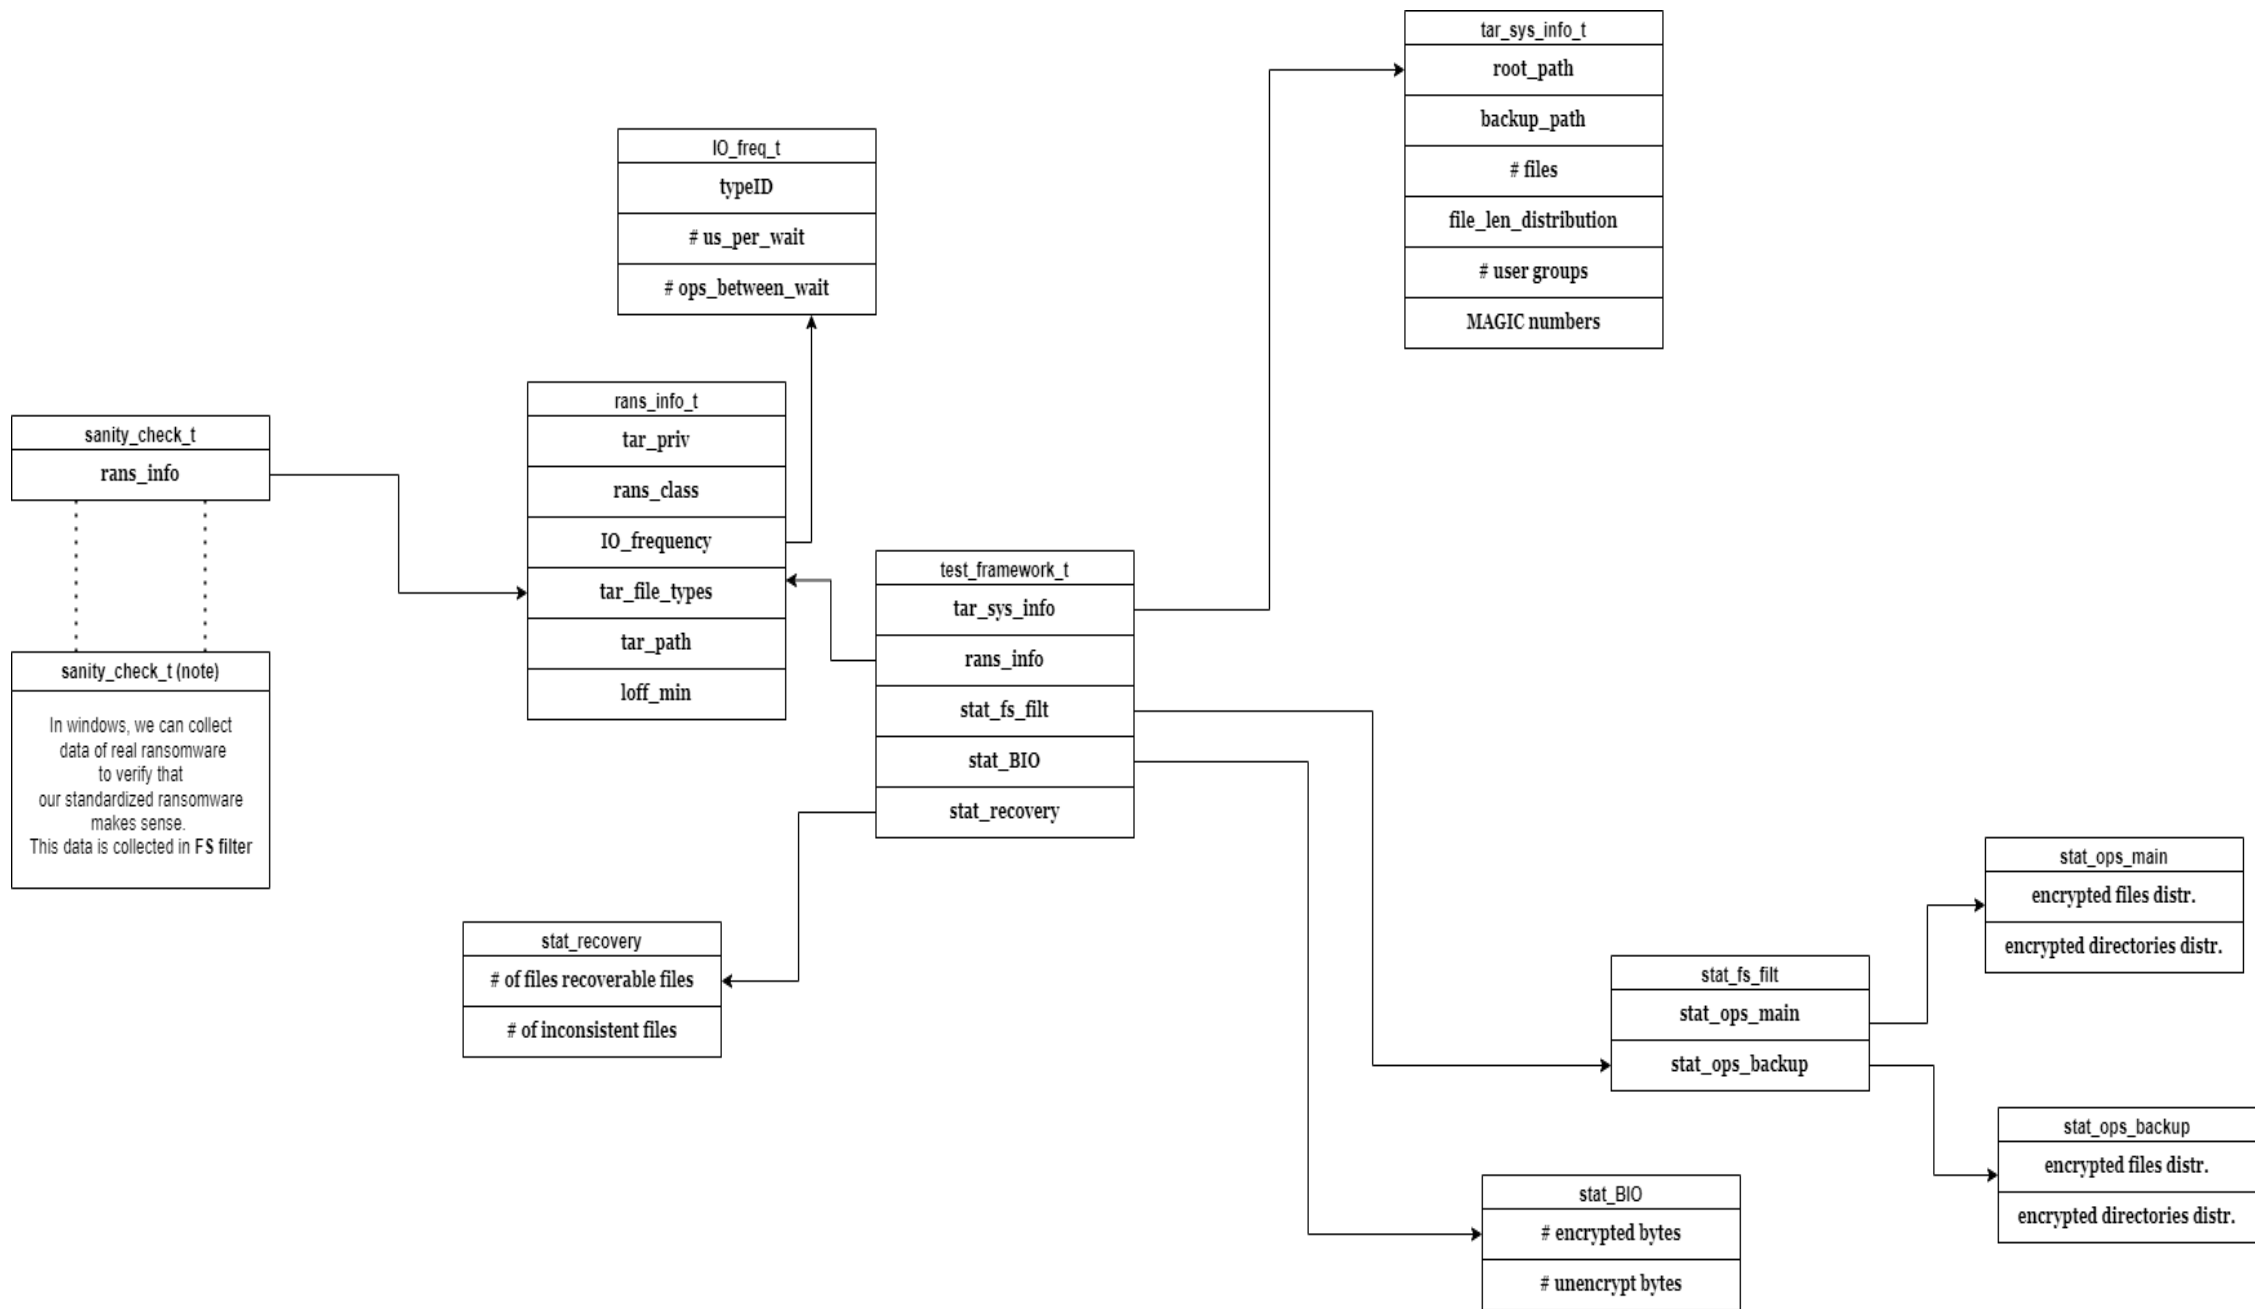 tar_sys_info_t
root_path
backup_path
# files
file_len_distribution
# user groups
MAGIC numbers
IO_freq_t
typeID
# us_per_wait
# ops_between_wait
rans_info_t
tar_priv
rans_class
IO_frequency
tar_file_types
tar_path
loff_min
sanity_check_t
rans_info
sanity_check_t (note)
In windows, we can collect
data of real ransomware
to verify that
our standardized ransomware
makes sense.
This data is collected in FS filter
test_framework_t
tar_sys_info
rans_info
stat_fs_filt
stat_BIO
stat_recovery
stat_recovery
# of files recoverable files
# of inconsistent files
stat_ops_main
encrypted files distr.
encrypted directories distr.
stat_fs_filt
stat_ops_main
stat_ops_backup
stat_ops_backup
encrypted files distr.
encrypted directories distr.
stat_BIO
# encrypted bytes
# unencrypt bytes